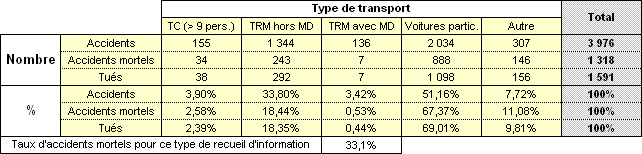 Type de transport
TC (> 9 pers.) TRM hors MD TRM avec MD Voitures partic. Autre Total
Nombre
Accidents 155 1 344 136 2 034 307 3 976
Accidents mortels 34 243 7 888 146 1 318
Tués 38 292 7 1 098 156 1 591
%
Accidents 3,90% 33,80% 3,42% 51,16% 7,72% 100%
Accidents mortels 2,58% 18,44% 0,53% 67,37% 11,08% 100%
Tués 2,39% 18,35% 0,44% 69,01% 9,81% 100%
Taux d'accidents mortels pour ce type de recueil d'information 33,1%